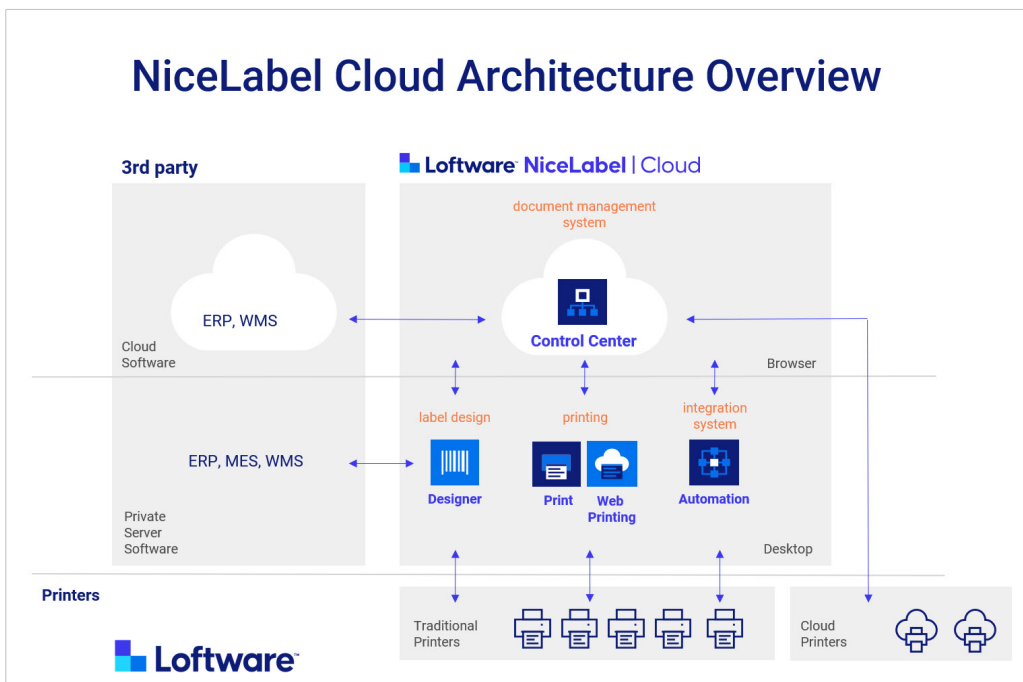 NiceLabel Cloud Architecture Overview
3rd party
Loftware NiceLabel | Cloud
document management
system
ERP, WMS
Control Center
Cloud
Software
Browser
label design
printing
integration
system
ERP, MES, WMS
Designer
Print
Web
Printing
Automation
Private
Server
Software
Desktop
Printers
Traditional
Printers
Cloud
Printers
Loftware™